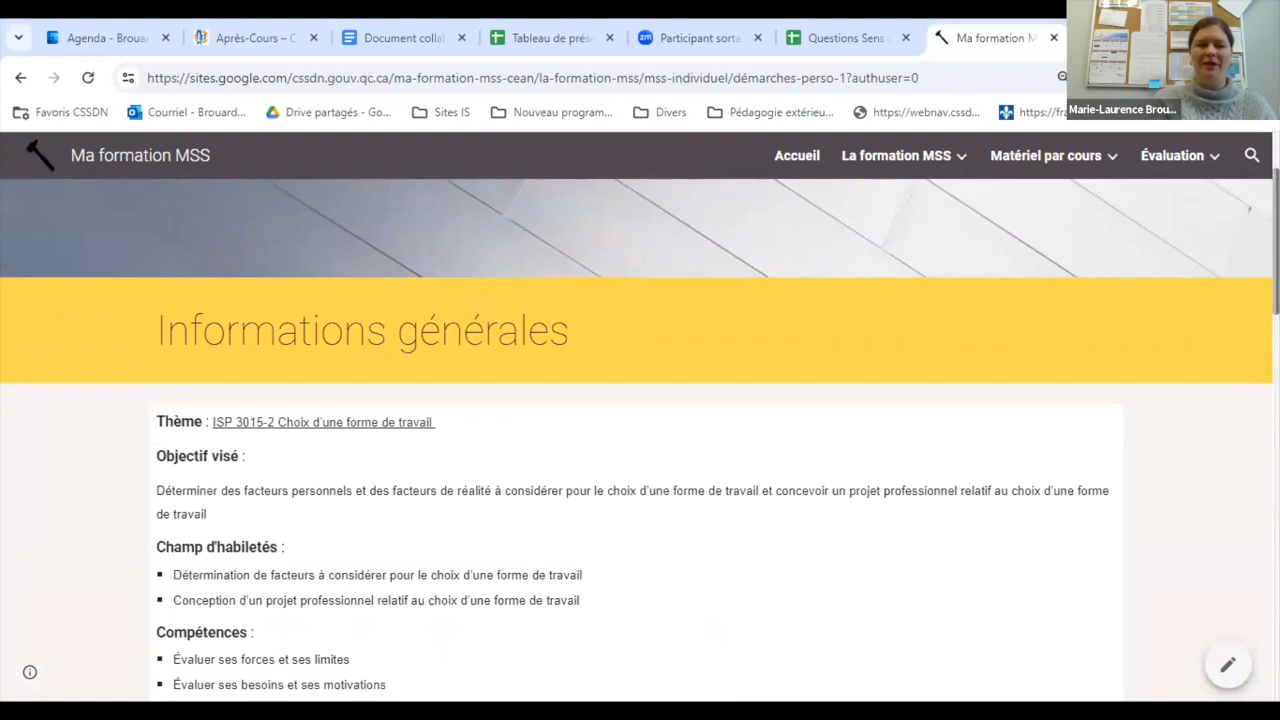 Agenda - Brouar
Après-Cours – C
Document colla
Tableau de prés
Participant sorta
Questions Sens
Ma formation M
https://sites.google.com/cssdn.gouv.qc.ca/ma-formation-mss-cean/la-formation-mss/mss-individuel/démarches-perso-1?authuser=0
Favoris CSSDN
Courriel - Brouard...
Drive partagés - Go...
Sites IS
Nouveau program...
Divers
Pédagogie extérieu...
https://webnav.cssd...
https://fra
Marie-Laurence Brou...
Ma formation MSS
Accueil
La formation MSS
Matériel par cours
Évaluation
Informations générales
Thème : ISP 3015-2 Choix d'une forme de travail
Objectif visé :
Déterminer des facteurs personnels et des facteurs de réalité à considérer pour le choix d'une forme de travail et concevoir un projet professionnel relatif au choix d'une forme
de travail
Champ d'habiletés :
▪ Détermination de facteurs à considérer pour le choix d'une forme de travail
▪ Conception d'un projet professionnel relatif au choix d'une forme de travail
Compétences :
▪ Évaluer ses forces et ses limites
▪ Évaluer ses besoins et ses motivations